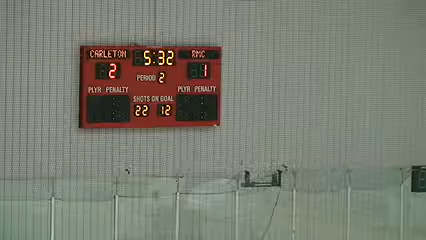 CARLETON 5:32 RMC
2 PERIOD 2 1
PLYR PENALTY PLYR PENALTY
SHOTS ON GOAL
22 12